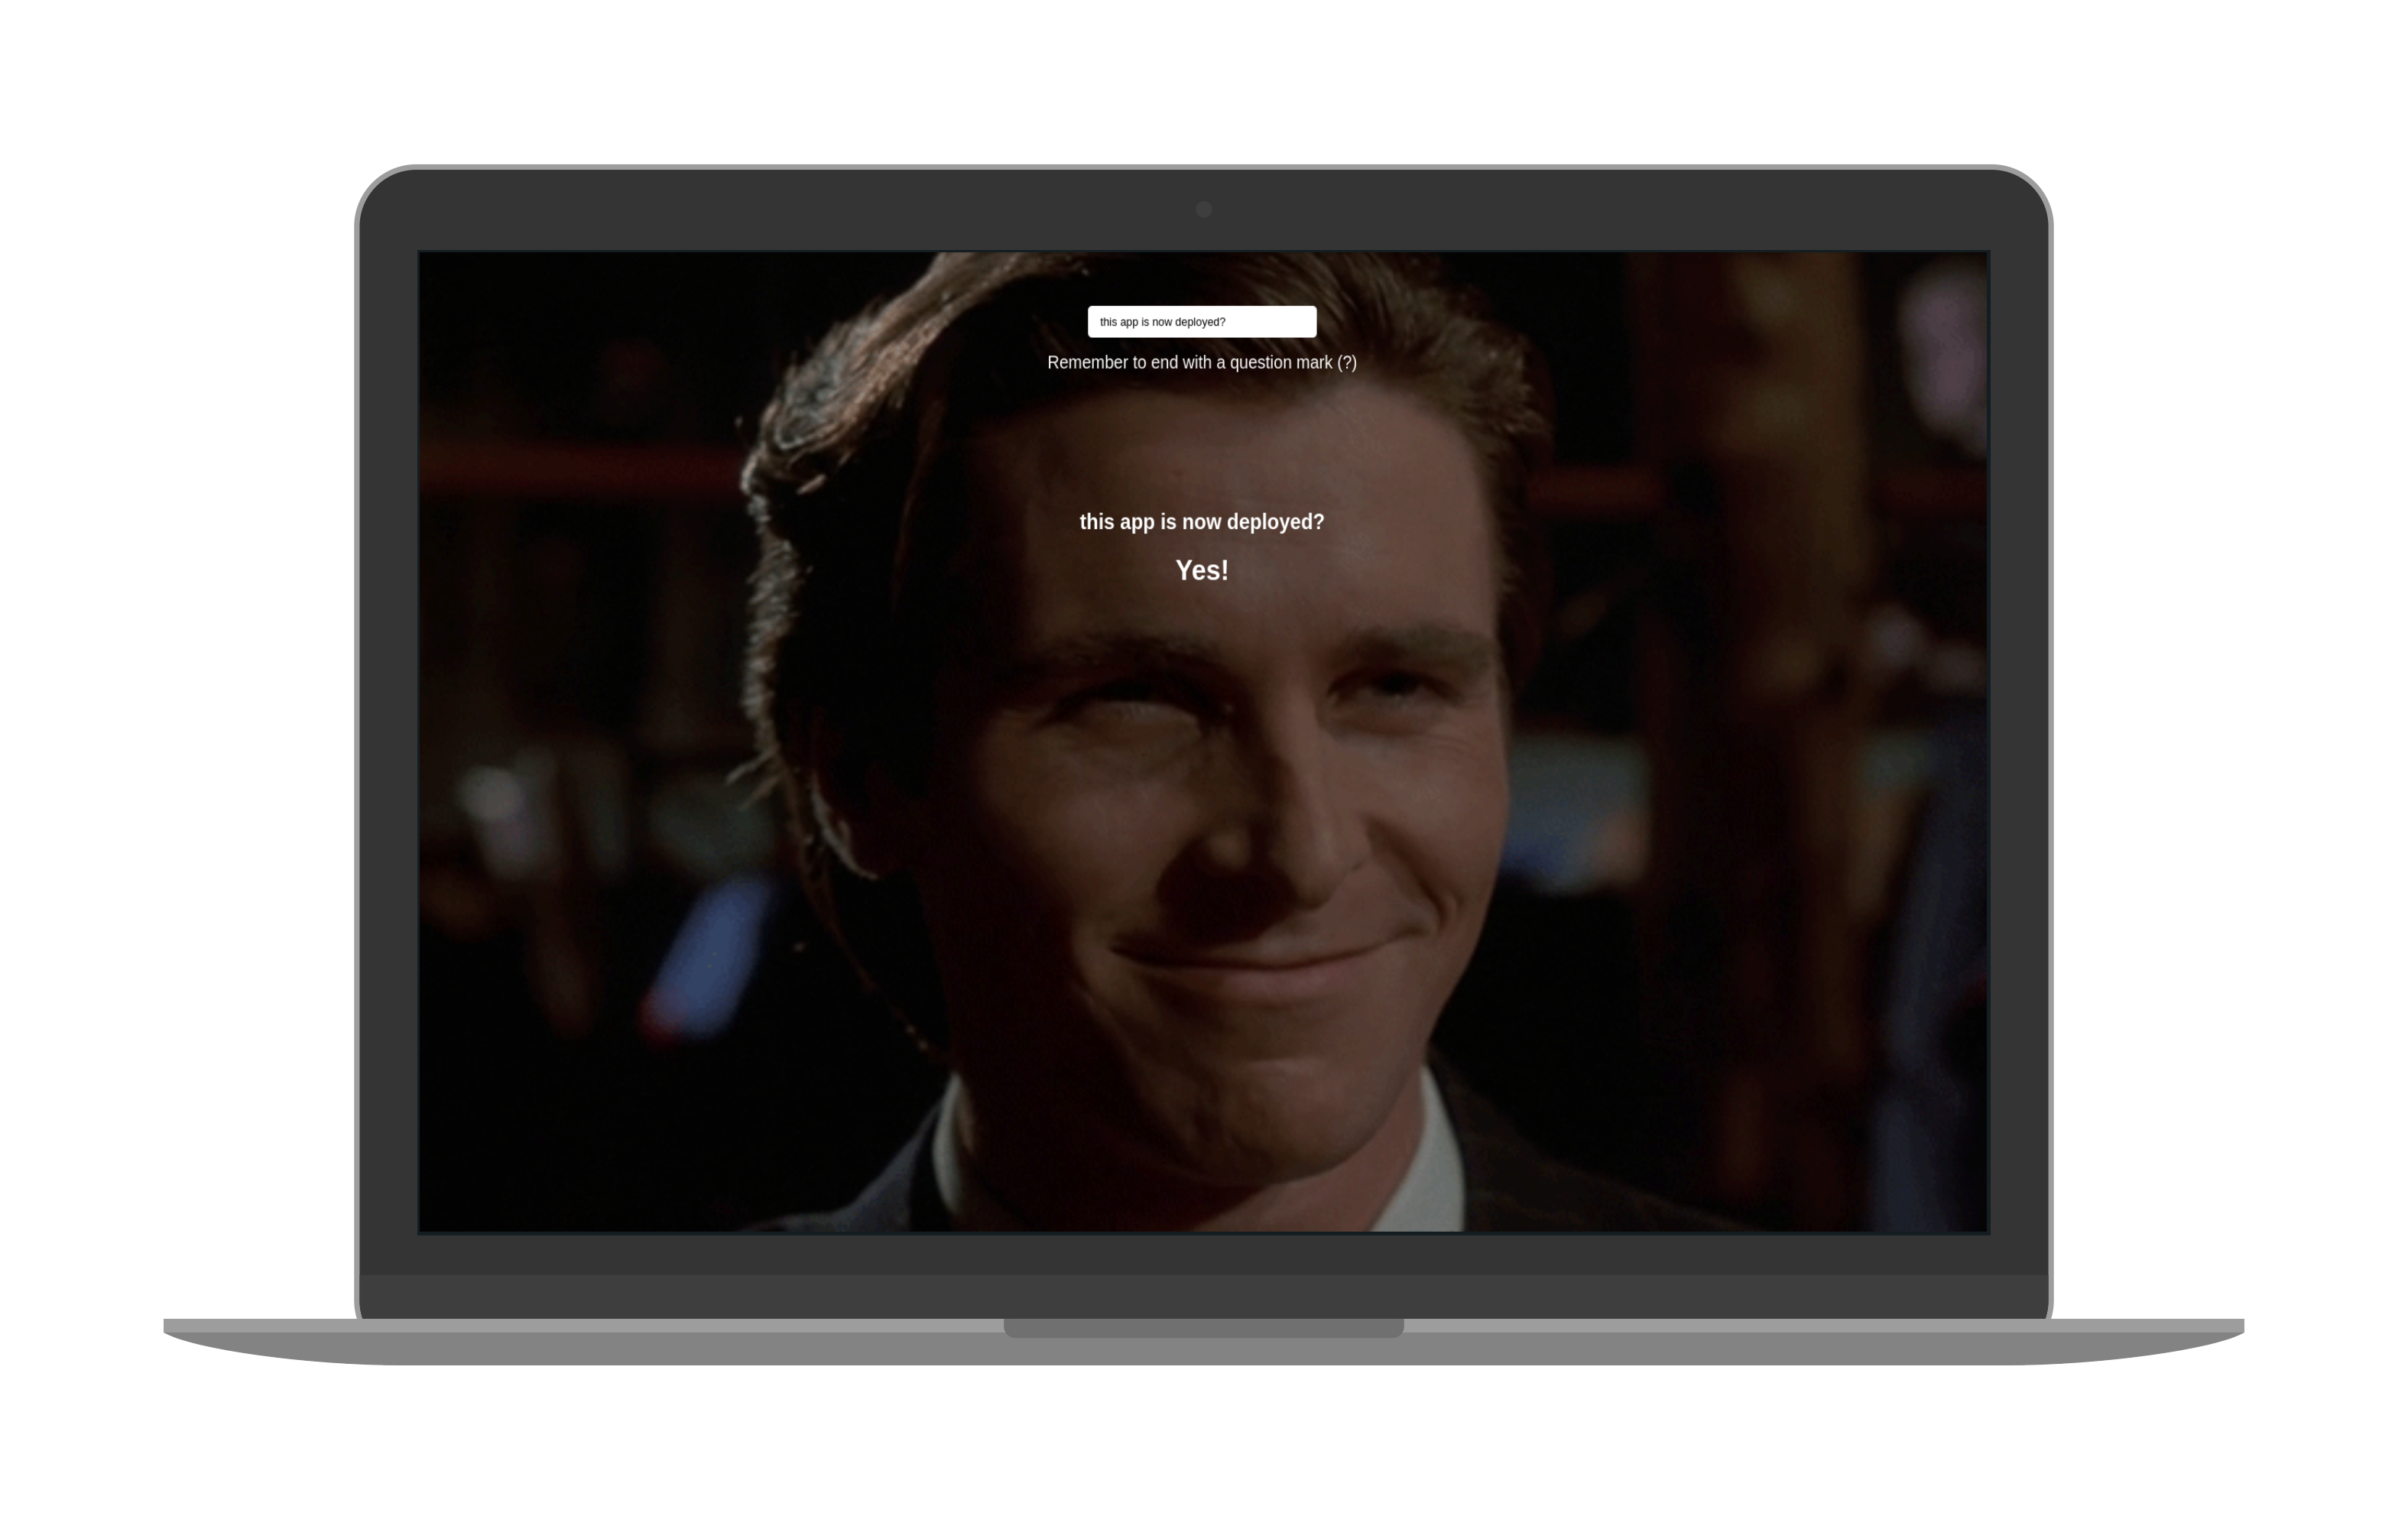 this app is now deployed?
Remember to end with a question mark (?)
this app is now deployed?
Yes!